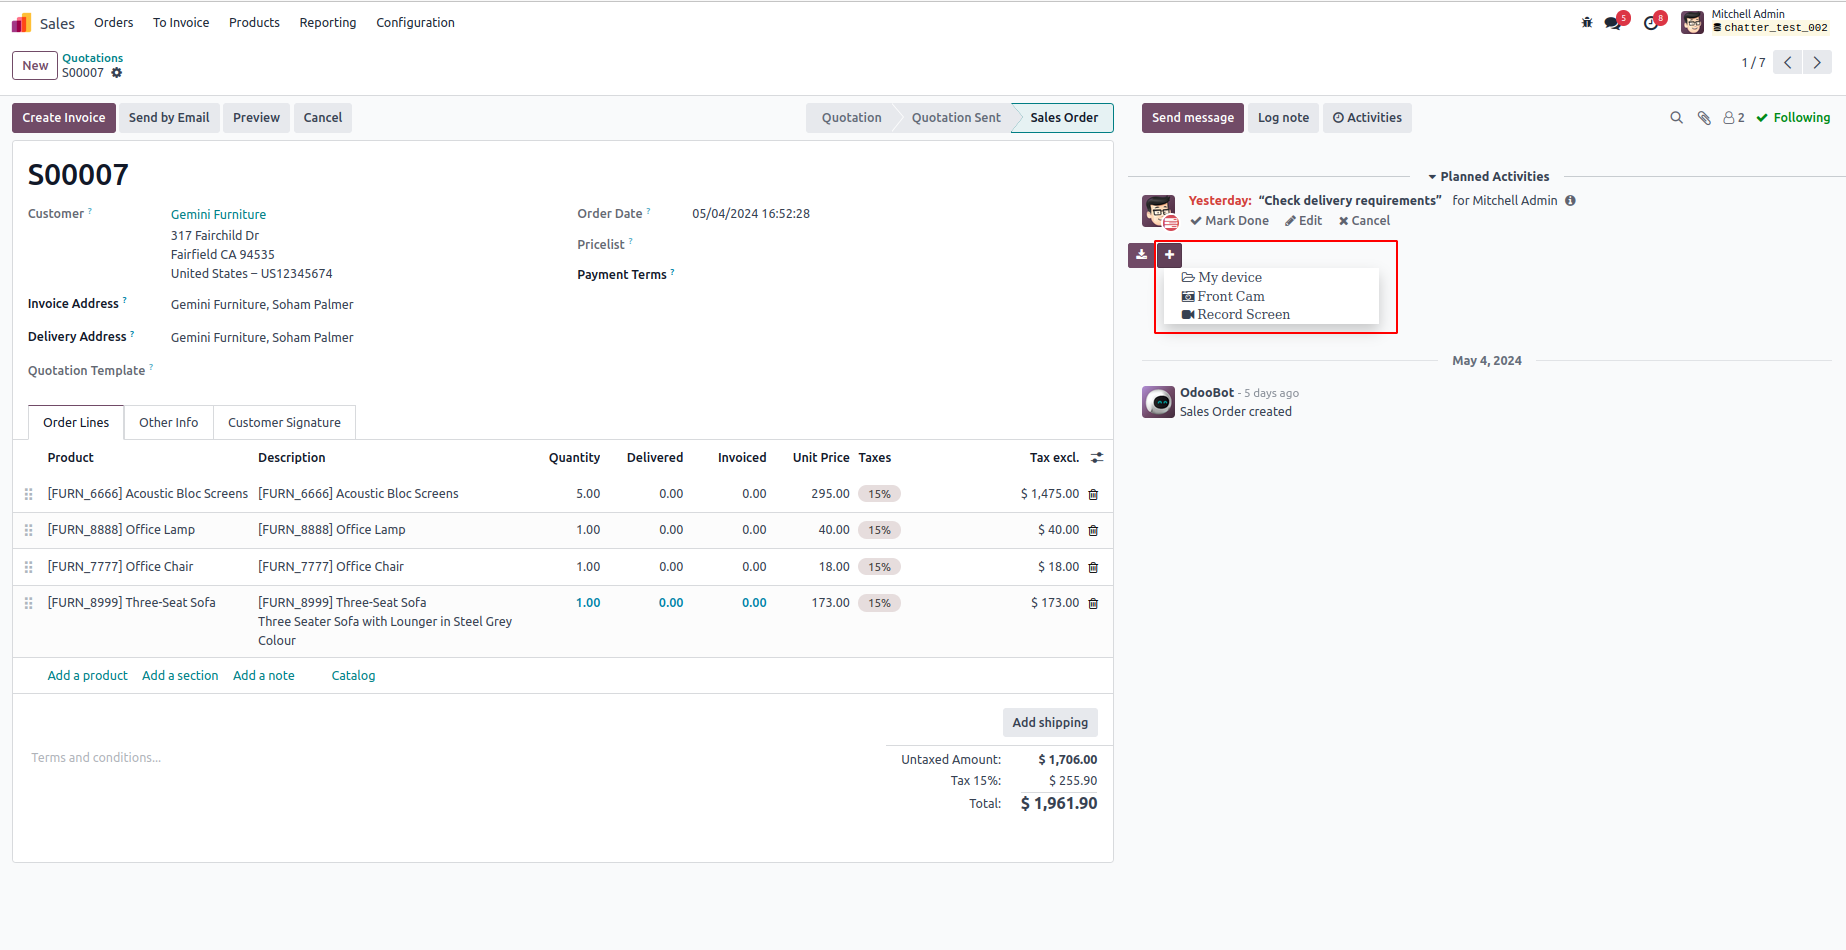 Sales Orders To Invoice Products Reporting Configuration
5 8 Mitchell Admin
chatter_test_002
New Quotations
S00007
1 / 7
Create Invoice Send by Email Preview Cancel
Quotation Quotation Sent Sales Order
S00007
Customer ? Gemini Furniture
317 Fairchild Dr
Fairfield CA 94535
United States – US12345674
Invoice Address ? Gemini Furniture, Soham Palmer
Delivery Address ? Gemini Furniture, Soham Palmer
Quotation Template ?
Order Date ? 05/04/2024 16:52:28
Pricelist ?
Payment Terms ?
Order Lines Other Info Customer Signature
Product Description Quantity Delivered Invoiced Unit Price Taxes Tax excl.
[FURN_6666] Acoustic Bloc Screens [FURN_6666] Acoustic Bloc Screens 5.00 0.00 0.00 295.00 15% $ 1,475.00
[FURN_8888] Office Lamp [FURN_8888] Office Lamp 1.00 0.00 0.00 40.00 15% $ 40.00
[FURN_7777] Office Chair [FURN_7777] Office Chair 1.00 0.00 0.00 18.00 15% $ 18.00
[FURN_8999] Three-Seat Sofa [FURN_8999] Three-Seat Sofa 1.00 0.00 0.00 173.00 15% $ 173.00
Three Seater Sofa with Lounger in Steel Grey
Colour
Add a product Add a section Add a note Catalog
Add shipping
Terms and conditions...
Untaxed Amount: $ 1,706.00
Tax 15%: $ 255.90
Total: $ 1,961.90
Send message Log note Activities
2 Following
Planned Activities
Yesterday: “Check delivery requirements” for Mitchell Admin
Mark Done Edit Cancel
My device
Front Cam
Record Screen
May 4, 2024
OdooBot - 5 days ago
Sales Order created